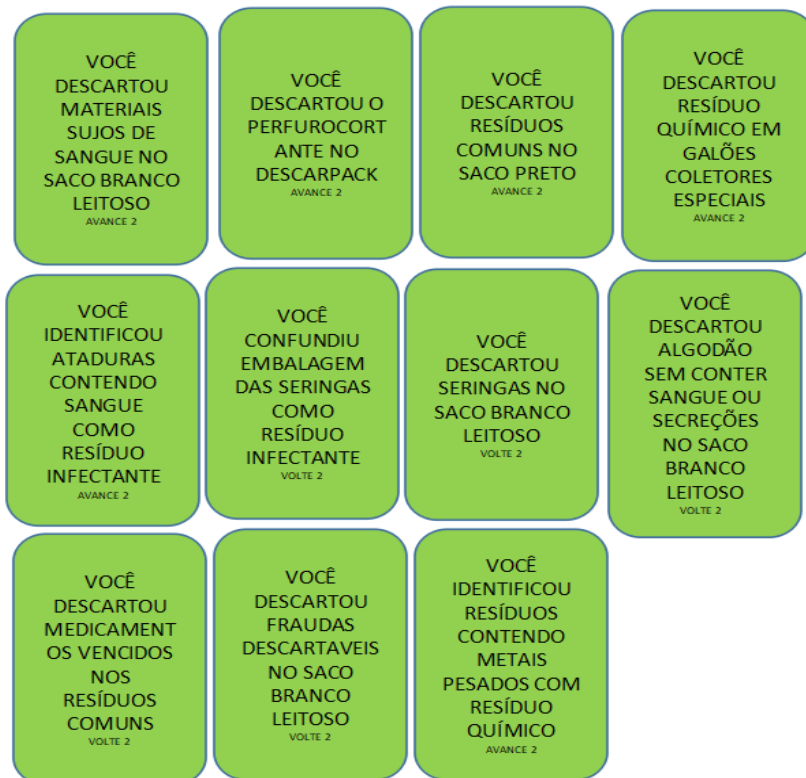 VOCÊ
DESCARTOU
MATERIAIS
SUJOS DE
SANGUE NO
SACO BRANCO
LEITOSO
AVANCE 2
VOCÊ
DESCARTOU O
PERFUROCORT
ANTE NO
DESCARPACK
AVANCE 2
VOCÊ
DESCARTOU
RESÍDUOS
COMUNS NO
SACO PRETO
AVANCE 2
VOCÊ
DESCARTOU
RESÍDUO
QUÍMICO EM
GALÕES
COLETORES
ESPECIAIS
AVANCE 2
VOCÊ
IDENTIFICOU
ATADURAS
CONTENDO
SANGUE
COMO
RESÍDUO
INFECTANTE
AVANCE 2
VOCÊ
CONFUNDIU
EMBALAGEM
DAS SERINGAS
COMO
RESÍDUO
INFECTANTE
VOLTE 2
VOCÊ
DESCARTOU
SERINGAS NO
SACO BRANCO
LEITOSO
VOLTE 2
VOCÊ
DESCARTOU
ALGODÃO
SEM CONTER
SANGUE OU
SECREÇÕES
NO SACO
BRANCO
LEITOSO
VOLTE 2
VOCÊ
DESCARTOU
MEDICAMENT
OS VENCIDOS
NOS
RESÍDUOS
COMUNS
VOLTE 2
VOCÊ
DESCARTOU
FRAUDAS
DESCARTAVEIS
NO SACO
BRANCO
LEITOSO
VOLTE 2
VOCÊ
IDENTIFICOU
RESÍDUOS
CONTENDO
METAIS
PESADOS COM
RESÍDUO
QUÍMICO
AVANCE 2